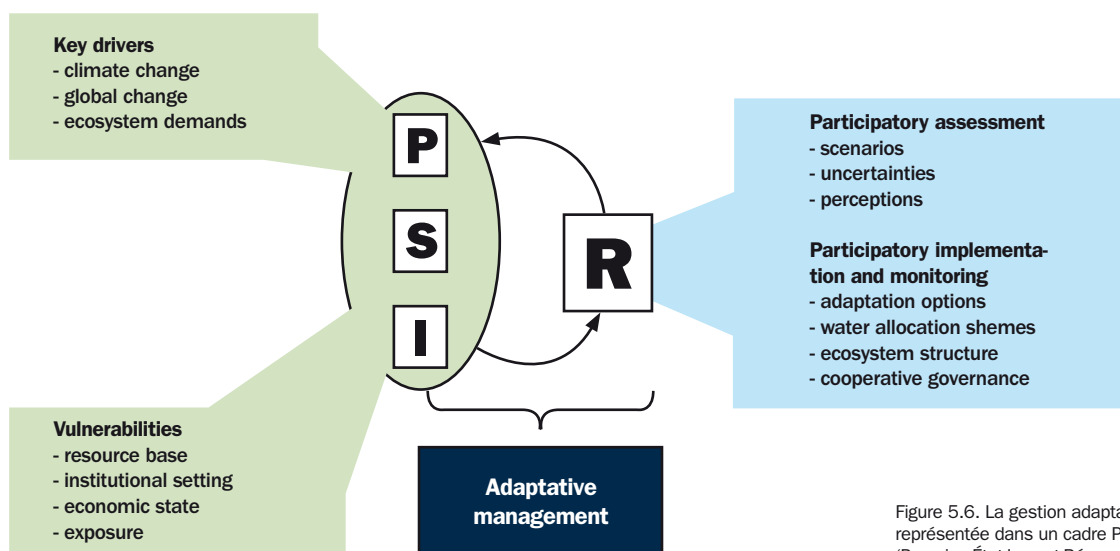 Key drivers
- climate change
- global change
- ecosystem demands
P
S
I
R
Participatory assessment
- scenarios
- uncertainties
- perceptions
Participatory implementa-
tion and monitoring
- adaptation options
- water allocation shemes
- ecosystem structure
- cooperative governance
Vulnerabilities
- resource base
- institutional setting
- economic state
- exposure
Adaptative
management
Figure 5.6. La gestion
représentée dans un cadre